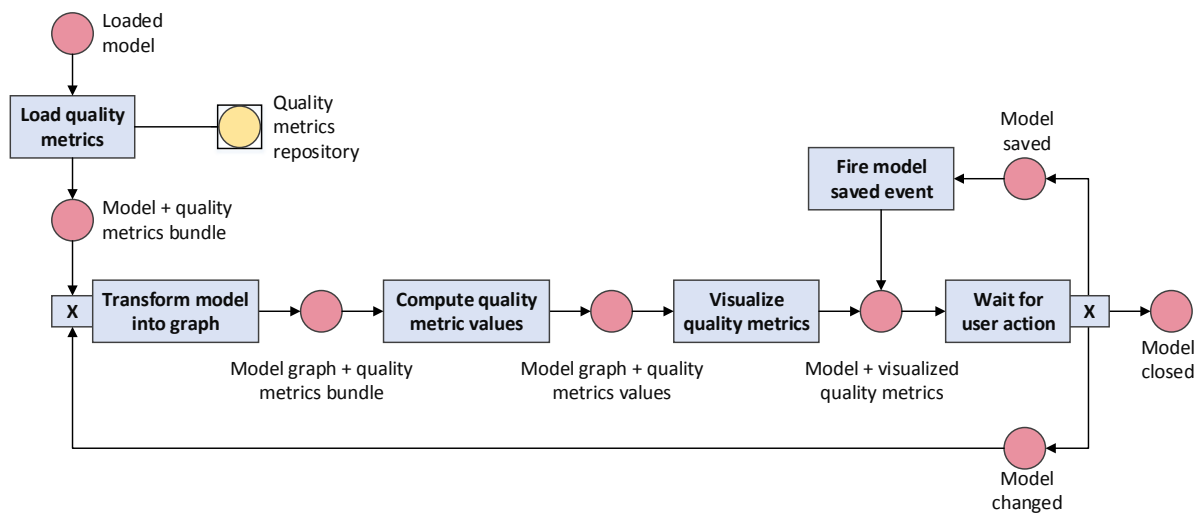 Loaded
model
Load quality
metrics
Quality
metrics
repository
Model + quality
metrics bundle
Model
saved
Fire model
saved event
X
Transform model
into graph
Compute quality
metric values
Visualize
quality metrics
Wait for
user action
X
Model graph + quality
metrics bundle
Model graph + quality
metrics values
Model + visualized
quality metrics
Model
closed
Model
changed